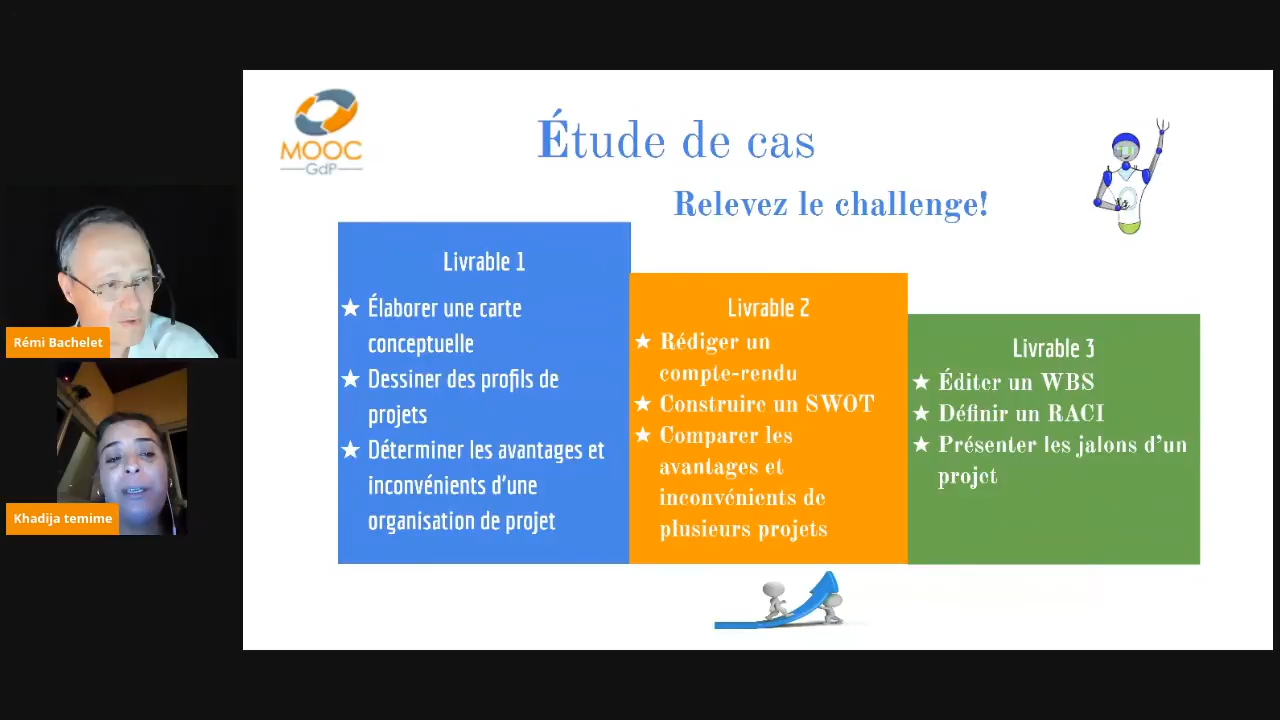 MOOC
GdP
Étude de cas
Relevez le challenge!
Rémi Bachelet
Khadija temime
Livrable 1
★ Élaborer une carte
conceptuelle
★ Dessiner des profils de
projets
★ Déterminer les avantages et
inconvénients d'une
organisation de projet
Livrable 2
★ Rédiger un
compte-rendu
★ Construire un SWOT
★ Comparer les
avantages et
inconvénients de
plusieurs projets
Livrable 3
★ Éditer un WBS
★ Définir un RACI
★ Présenter les jalons d’un
projet